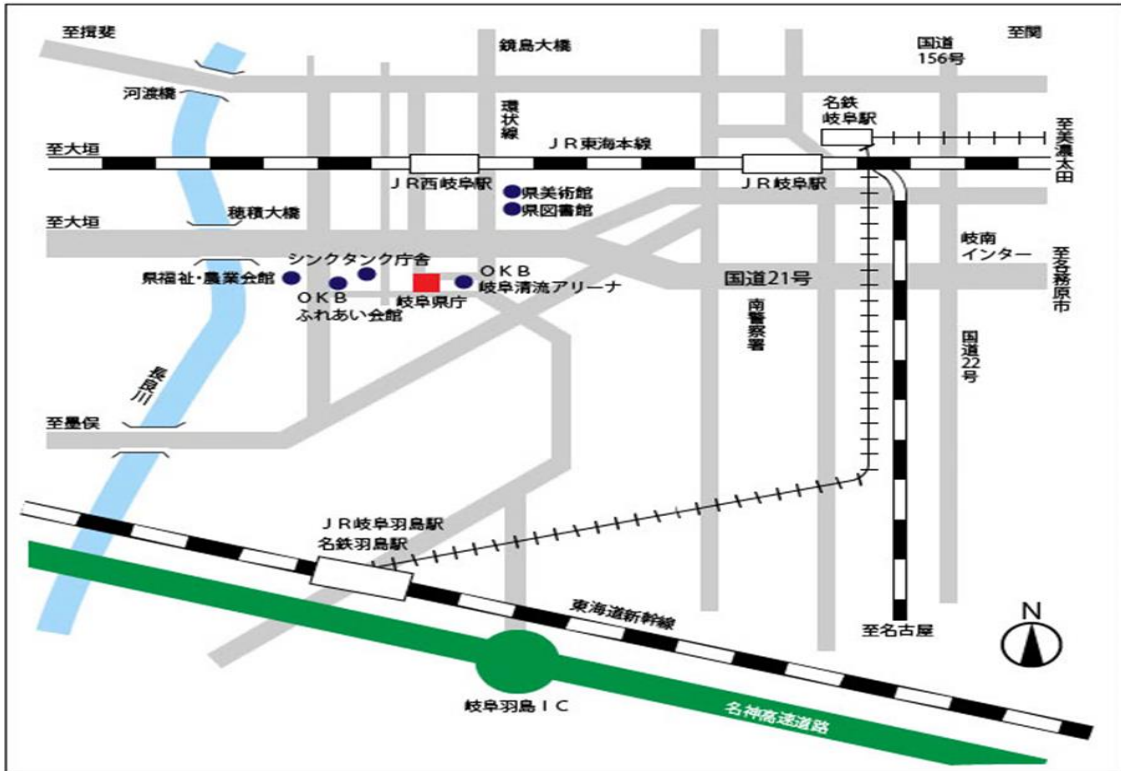 至揖斐
鏡島大橋
国道
156号
至関
河渡橋
環状線
名鉄
岐阜駅
至美濃太田
至大垣
JR東海本線
JR西岐阜駅
JR岐阜駅
県美術館
県図書館
穂積大橋
至大垣
岐南
インター
至各務原市
シンクタンク庁舎
県福祉・農業会館
OKB
ふれあい会館
岐阜県庁
OKB
岐阜清流アリーナ
国道21号
南警察署
国道22号
長良川
至墨俣
JR岐阜羽島駅
名鉄羽島駅
東海道新幹線
至名古屋
N
岐阜羽島IC
名神高速道路